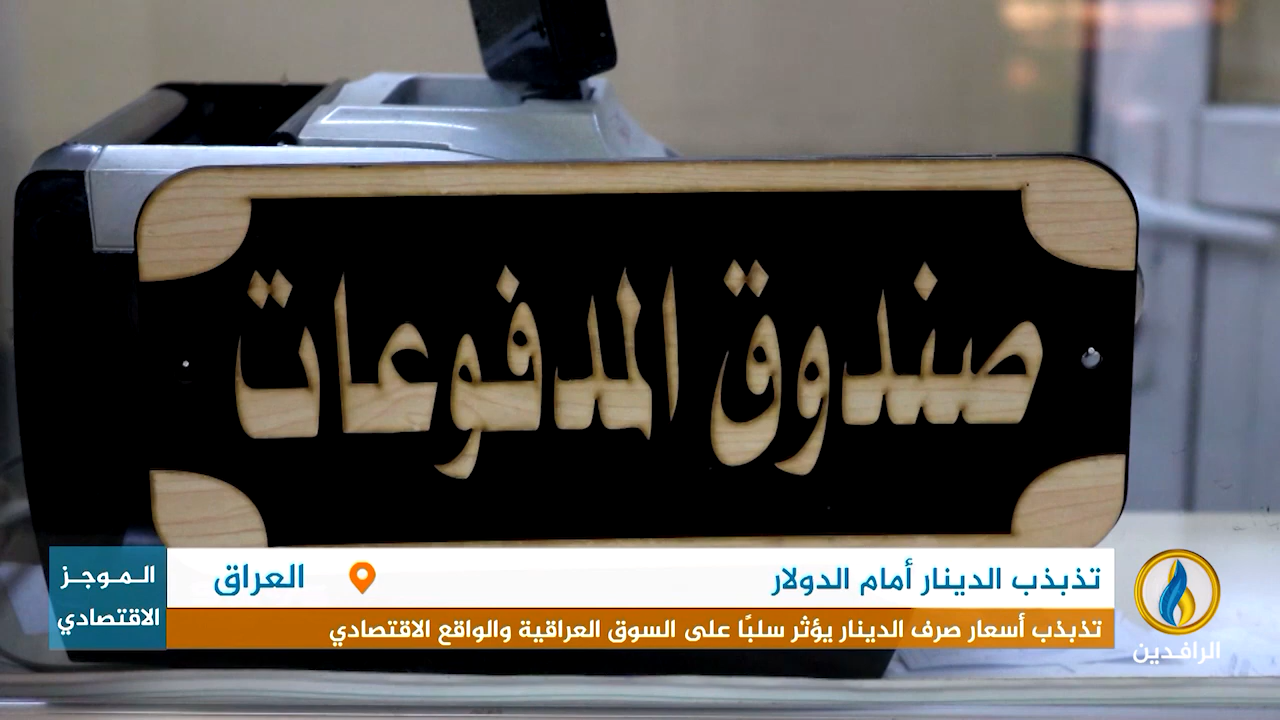 صندوق المدفوعات
تذبذب الدينار أمام الدولار
العراق
الموجز
الاقتصادي
تذبذب أسعار صرف الدينار يؤثر سلبًا على السوق العراقية والواقع الاقتصادي
الرافدين